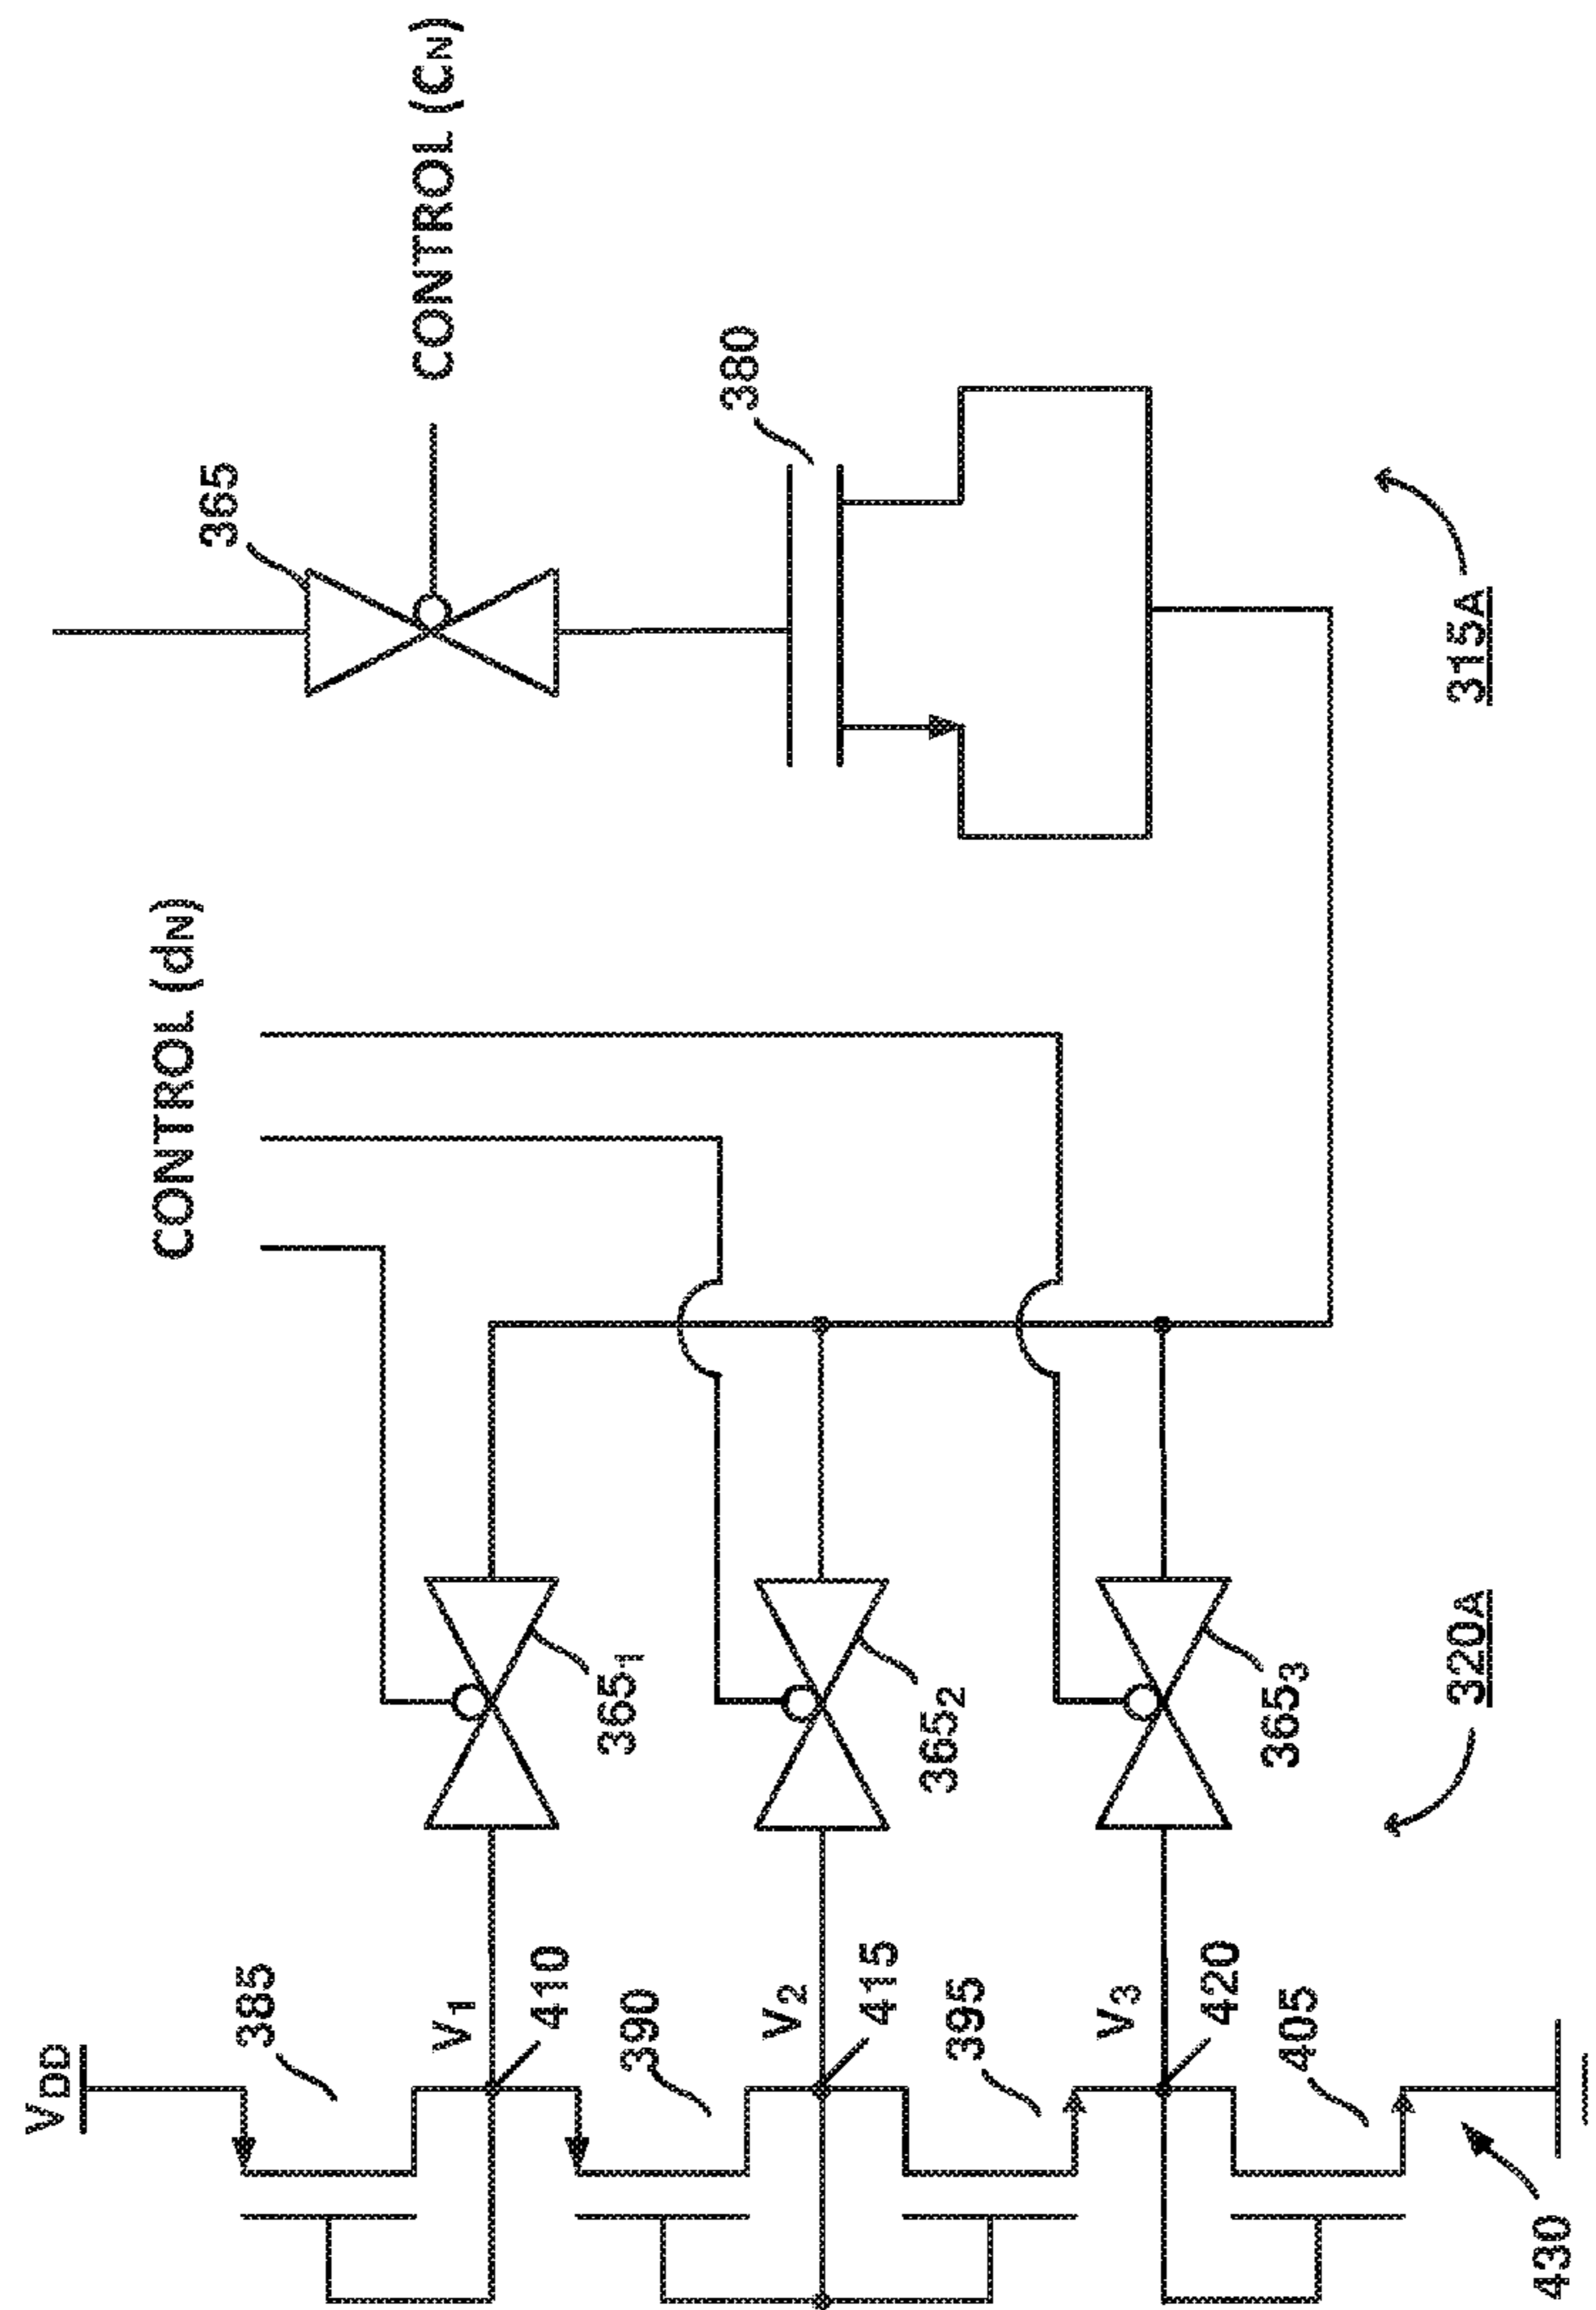 CONTROL (CN)
365
380
315A
CONTROL (dN)
365₁
365₂
365₃
320A
VDD
385
V₁
410
390
V₂
415
395
V₃
420
405
430